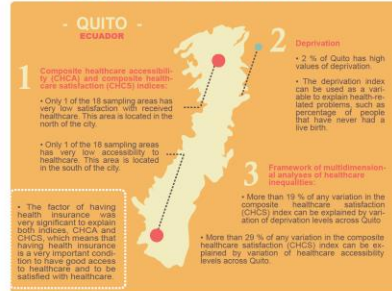 - QUITO -
ECUADOR
1
Composite healthcare accessibili-
ty (CHCA) and composite health-
care satisfaction (CHCS) indices:
• Only 1 of the 18 sampling areas has
very low satisfaction with received
healthcare. This area is located in the
north of the city.
• Only 1 of the 18 sampling areas
has very low accessibility to
healthcare. This area is located
in the south of the city.
• The factor of having
health insurance was
very significant to explain
both indices, CHCA and
CHCS, which means that
having health insurance
is a very important condi-
tion to have good access
to healthcare and to be
satisfied with healthcare.
2
Deprivation
• 2 % of Quito has high
values of deprivation.
• The deprivation index
can be used as a vari-
able to explain health-re-
lated problems, such as
percentage of people
that have never had a
live birth.
3
Framework of multidimension-
al analyses of healthcare
inequalities:
• More than 19 % of any variation in the
composite healthcare satisfaction
(CHCS) index can be explained by vari-
ation of deprivation levels across Quito
• More than 29 % of any variation in the composite
healthcare satisfaction (CHCS) index can be ex-
plained by variation of healthcare accessibility
levels across Quito.